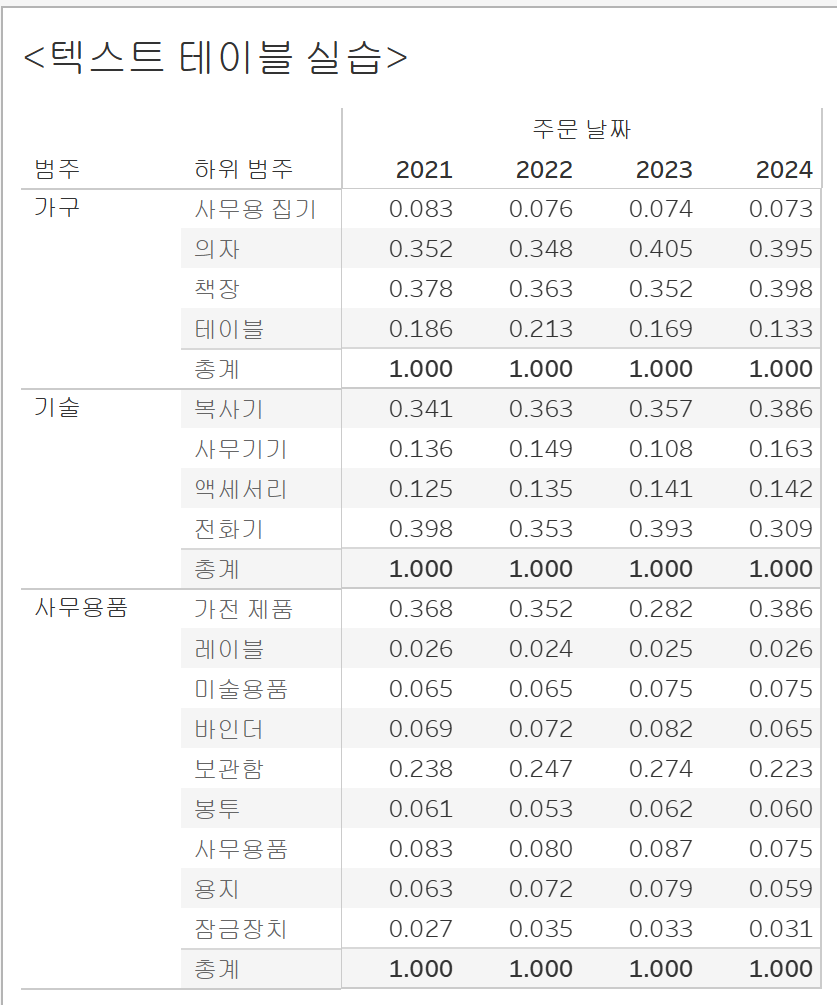 <텍스트 테이블 실습>
주문 날짜
범주 하위 범주 2021 2022 2023 2024
가구 사무용 집기 0.083 0.076 0.074 0.073
의자 0.352 0.348 0.405 0.395
책장 0.378 0.363 0.352 0.398
테이블 0.186 0.213 0.169 0.133
총계 1.000 1.000 1.000 1.000
기술 복사기 0.341 0.363 0.357 0.386
사무기기 0.136 0.149 0.108 0.163
액세서리 0.125 0.135 0.141 0.142
전화기 0.398 0.353 0.393 0.309
총계 1.000 1.000 1.000 1.000
사무용품 가전 제품 0.368 0.352 0.282 0.386
레이블 0.026 0.024 0.025 0.026
미술용품 0.065 0.065 0.075 0.075
바인더 0.069 0.072 0.082 0.065
보관함 0.238 0.247 0.274 0.223
봉투 0.061 0.053 0.062 0.060
사무용품 0.083 0.080 0.087 0.075
용지 0.063 0.072 0.079 0.059
잠금장치 0.027 0.035 0.033 0.031
총계 1.000 1.000 1.000 1.000